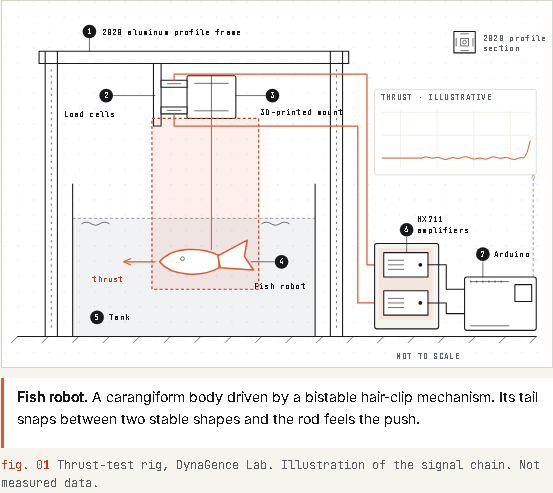 1 2020 aluminum profile frame
2020 profile
section
2
3
Load cells
3D-printed mount
THRUST · ILLUSTRATIVE
HX711
6 amplifiers
7 Arduino
4
thrust
Fish robot
5 Tank
NOT TO SCALE
Fish robot. A carangiform body driven by a bistable hair-clip mechanism. Its tail
snaps between two stable shapes and the rod feels the push.
fig. 01 Thrust-test rig, DynaGence Lab. Illustration of the signal chain. Not
measured data.